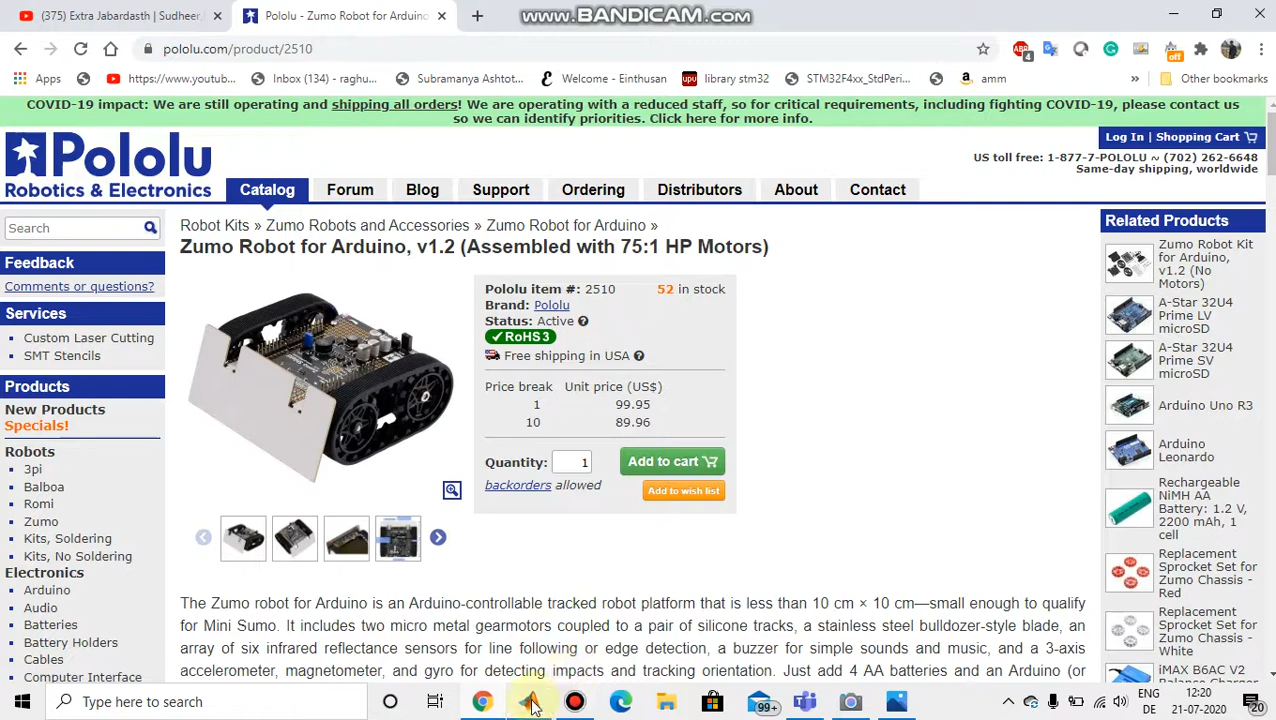 (375) Extra Jabardasth | Sudheer,
Pololu - Zumo Robot for Arduino,
www.BANDICAM.com
pololu.com/product/2510
ABP
4
off
Apps
https://www.youtub...
Inbox (134) - raghu...
Subramanya Ashtot...
Welcome - Einthusan
upu
library stm32
STM32F4xx_StdPeri...
amm
Other bookmarks
COVID-19 impact: We are still operating and shipping all orders! We are operating with a reduced staff, so for critical requirements, including fighting COVID-19, please contact us
so we can identify priorities. Click here for more info.
Log In | Shopping Cart
Pololu
Robotics & Electronics
US toll free: 1-877-7-POLOLU ~ (702) 262-6648
Same-day shipping, worldwide
Catalog
Forum
Blog
Support
Ordering
Distributors
About
Contact
Search
Feedback
Comments or questions?
Services
Custom Laser Cutting
SMT Stencils
Products
New Products
Specials!
Robots
3pi
Balboa
Romi
Zumo
Kits, Soldering
Kits, No Soldering
Electronics
Arduino
Audio
Batteries
Battery Holders
Cables
Computer Interface
Robot Kits » Zumo Robots and Accessories » Zumo Robot for Arduino »
Zumo Robot for Arduino, v1.2 (Assembled with 75:1 HP Motors)
Pololu item #: 2510
52 in stock
Brand: Pololu
Status: Active
✓RoHS 3
Free shipping in USA
Price break Unit price (US$)
1 99.95
10 89.96
Quantity: 1
Add to cart
backorders allowed
Add to wish list
The Zumo robot for Arduino is an Arduino-controllable tracked robot platform that is less than 10 cm × 10 cm—small enough to qualify
for Mini Sumo. It includes two micro metal gearmotors coupled to a pair of silicone tracks, a stainless steel bulldozer-style blade, an
array of six infrared reflectance sensors for line following or edge detection, a buzzer for simple sounds and music, and a 3-axis
accelerometer, magnetometer, and gyro for detecting impacts and tracking orientation. Just add 4 AA batteries and an Arduino (or
Related Products
Zumo Robot Kit
for Arduino,
v1.2 (No
Motors)
A-Star 32U4
Prime LV
microSD
A-Star 32U4
Prime SV
microSD
Arduino Uno R3
Arduino
Leonardo
Rechargeable
NiMH AA
Battery: 1.2 V,
2200 mAh, 1
cell
Replacement
Sprocket Set for
Zumo Chassis -
Red
Replacement
Sprocket Set for
Zumo Chassis -
White
iMAX B6AC V2
Type here to search
99+
ENG
DE
12:20
21-07-2020
20